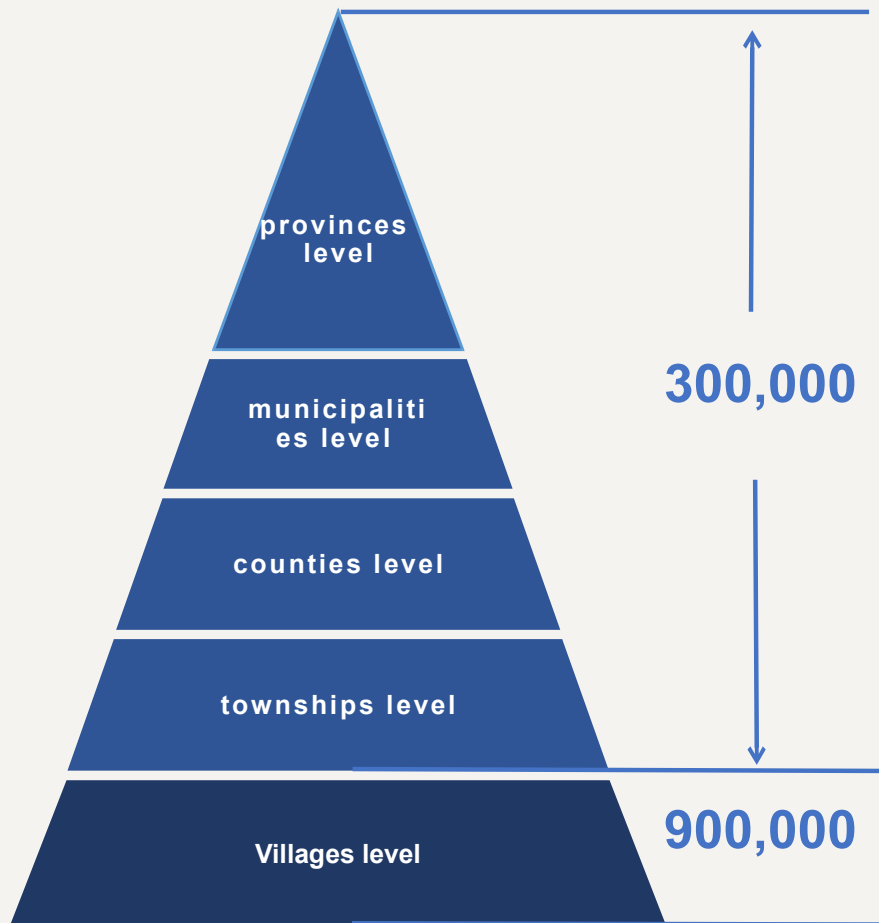 provinces
level
300,000
municipaliti
es level
counties level
townships level
900,000
Villages level